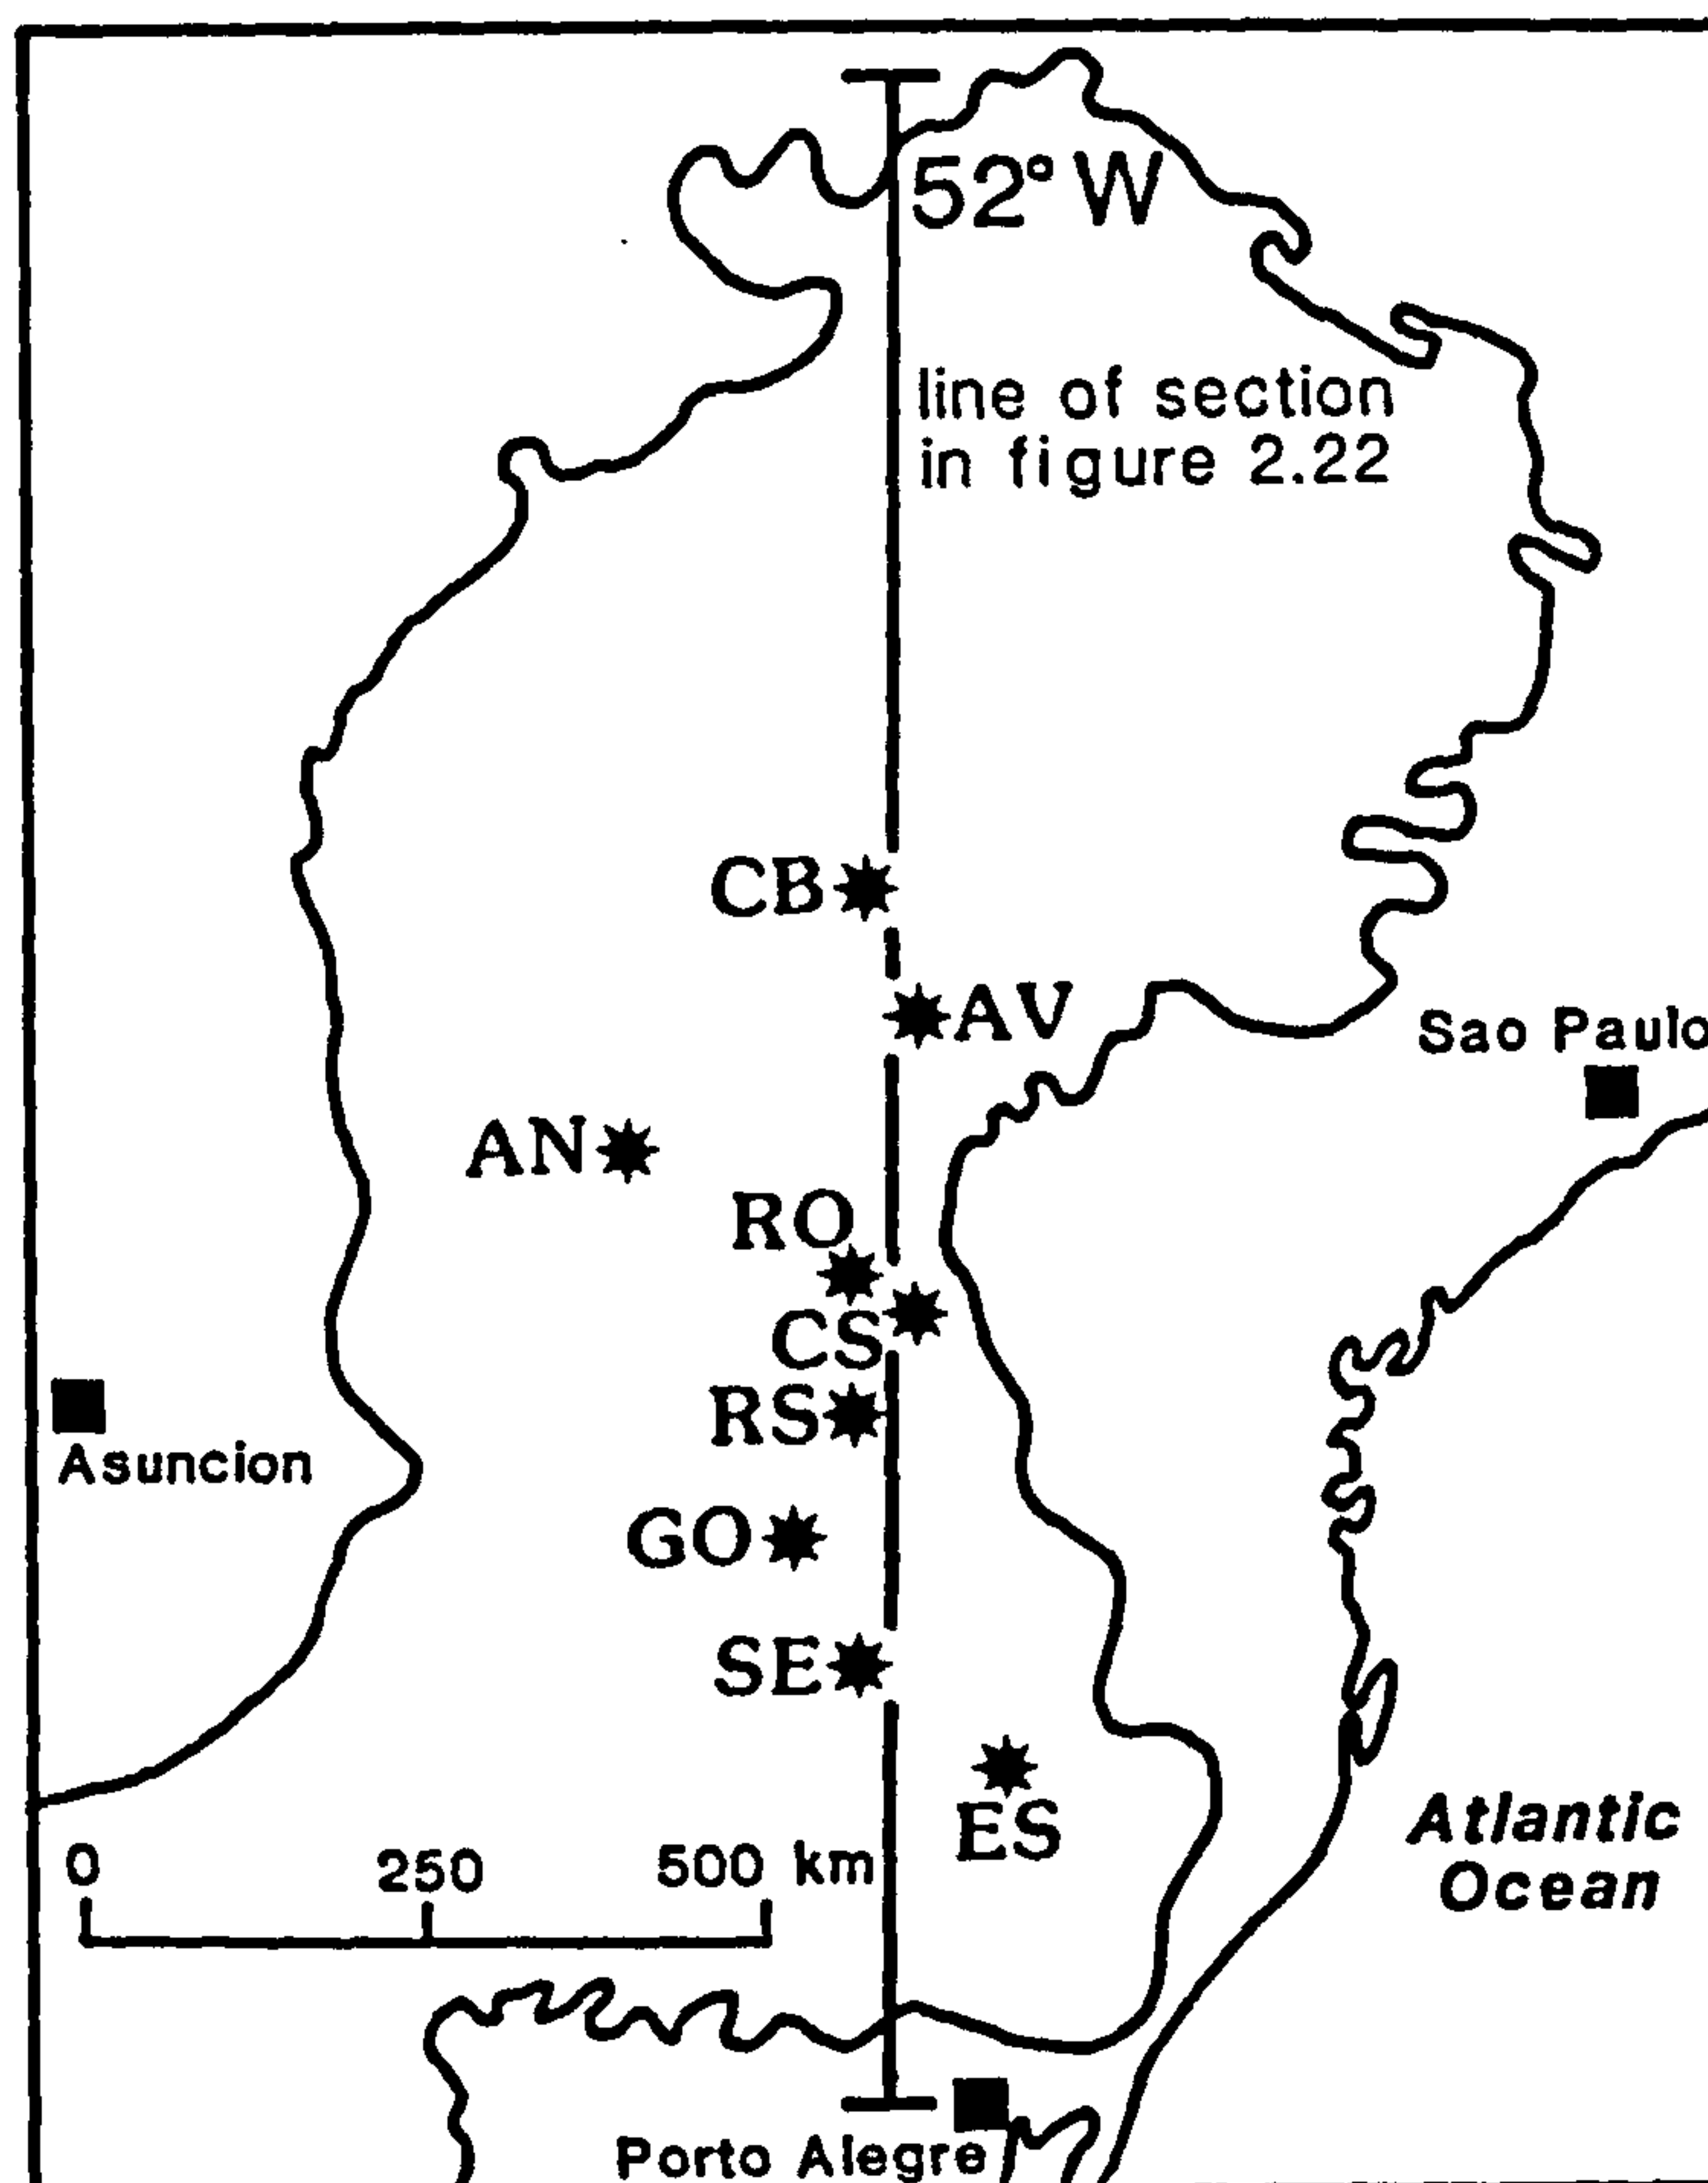 52° W
line of section
in figure 2.22
CB
AV
Sao Paulo
AN
RO
CS
RS
Asuncion
GO
SE
ES
Atlantic
Ocean
0 250 500 km
Porto Alegre